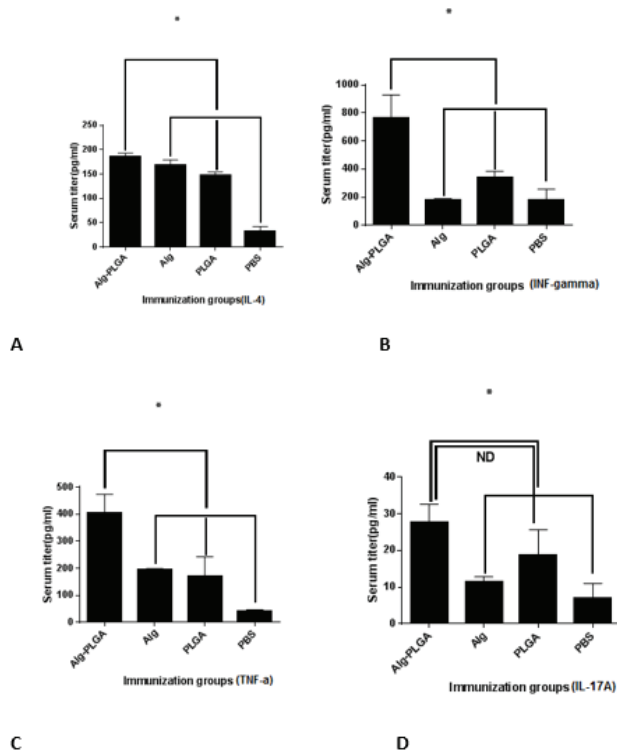 *
Serum titer(pg/ml)
250
200
150
100
50
0
Alg-PLGA
Alg
PLGA
PBS
Immunization groups(IL-4)
A
*
Serum titer(pg/ml)
1000
800
600
400
200
0
Alg-PLGA
Alg
PLGA
PBS
Immunization groups (INF-gamma)
B
*
Serum titer(pg/ml)
500
400
300
200
100
0
Alg-PLGA
Alg
PLGA
PBS
Immunization groups (TNF-a)
C
*
ND
Serum titer(pg/ml)
40
30
20
10
0
Alg-PLGA
Alg
PLGA
PBS
Immunization groups (IL-17A)
D